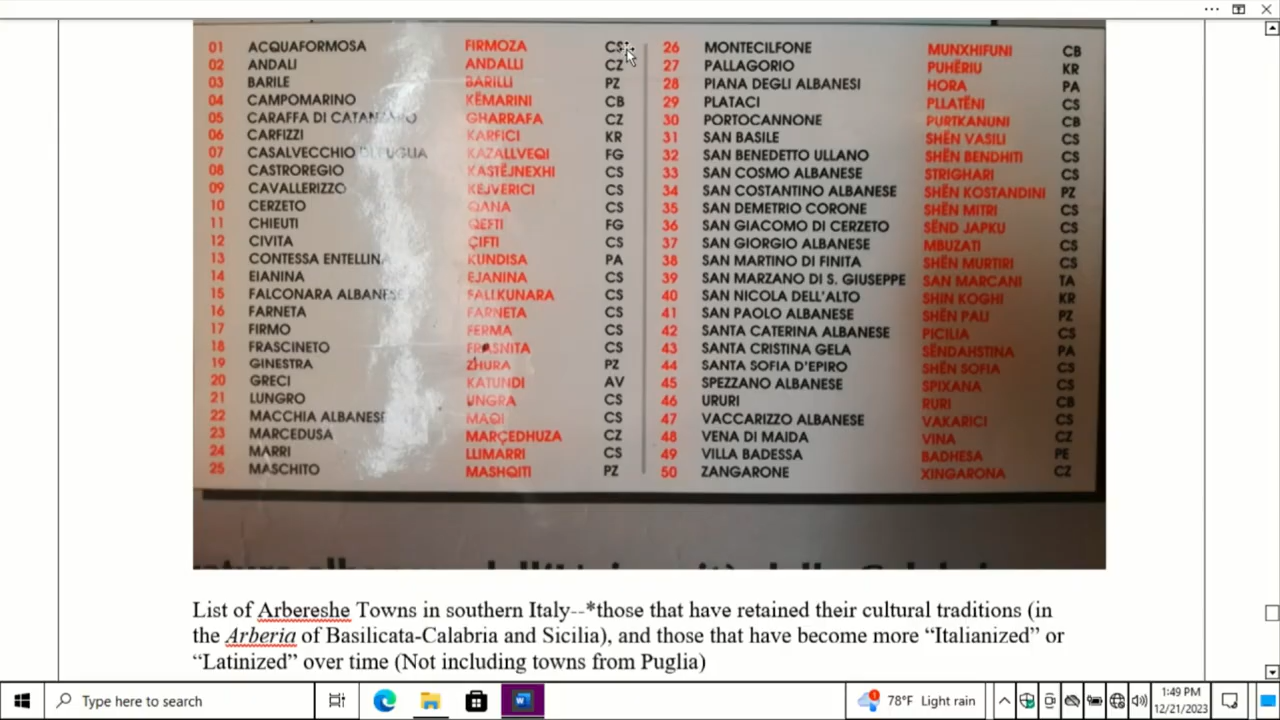 01 ACQUAFORMOSA FIRMOZA CS
02 ANDALI ANDALLI CZ
03 BARILE BARILLI PZ
04 CAMPOMARINO KËMARINI CB
05 CARAFFA DI CATANZARO GHARRAFA CZ
06 CARFIZZI KARFICI KR
07 CASALVECCHIO DI PUGLIA KAZALLVEQI FG
08 CASTROREGIO KASTËJNEXHI CS
09 CAVALLERIZZO KEJVERICI CS
10 CERZETO QANA CS
11 CHIEUTI QEFTI FG
12 CIVITA ÇIFTI CS
13 CONTESSA ENTELLINA KUNDISA PA
14 EIANINA EJANINA CS
15 FALCONARA ALBANESE FALLKUNARA CS
16 FARNETA FARNETA CS
17 FIRMO FERMA CS
18 FRASCINETO FRASNITA CS
19 GINESTRA ZHURA PZ
20 GRECI KATUNDI AV
21 LUNGRO UNGRA CS
22 MACCHIA ALBANESE MAQI CS
23 MARCEDUSA MARÇEDHUZA CZ
24 MARRI LLIMARRI CS
25 MASCHITO MASHQITI PZ
26 MONTECILFONE MUNXHIFUNI CB
27 PALLAGORIO PUHËRIU KR
28 PIANA DEGLI ALBANESI HORA PA
29 PLATACI PLLATËNI CS
30 PORTOCANNONE PURTKANUNI CB
31 SAN BASILE SHËN VASILI CS
32 SAN BENEDETTO ULLANO SHËN BENDHITI CS
33 SAN COSMO ALBANESE STRIGHARI CS
34 SAN COSTANTINO ALBANESE SHËN KOSTANDINI PZ
35 SAN DEMETRIO CORONE SHËN MITRI CS
36 SAN GIACOMO DI CERZETO SËND JAPKU CS
37 SAN GIORGIO ALBANESE MBUZATI CS
38 SAN MARTINO DI FINITA SHËN MURTIRI CS
39 SAN MARZANO DI S. GIUSEPPE SAN MARCANI TA
40 SAN NICOLA DELL'ALTO SHIN KOGHI KR
41 SAN PAOLO ALBANESE SHËN PALI PZ
42 SANTA CATERINA ALBANESE PICILIA CS
43 SANTA CRISTINA GELA SËNDAHSTINA PA
44 SANTA SOFIA D'EPIRO SHËN SOFIA CS
45 SPEZZANO ALBANESE SPIXANA CS
46 URURI RURI CB
47 VACCARIZZO ALBANESE VAKARICI CS
48 VENA DI MAIDA VINA CZ
49 VILLA BADESSA BADHESA PE
50 ZANGARONE XINGARONA CZ
List of Arbereshe Towns in southern Italy--*those that have retained their cultural traditions (in
the Arberia of Basilicata-Calabria and Sicilia), and those that have become more “Italianized” or
“Latinized” over time (Not including towns from Puglia)
Type here to search
78°F Light rain
1:49 PM
12/21/2023